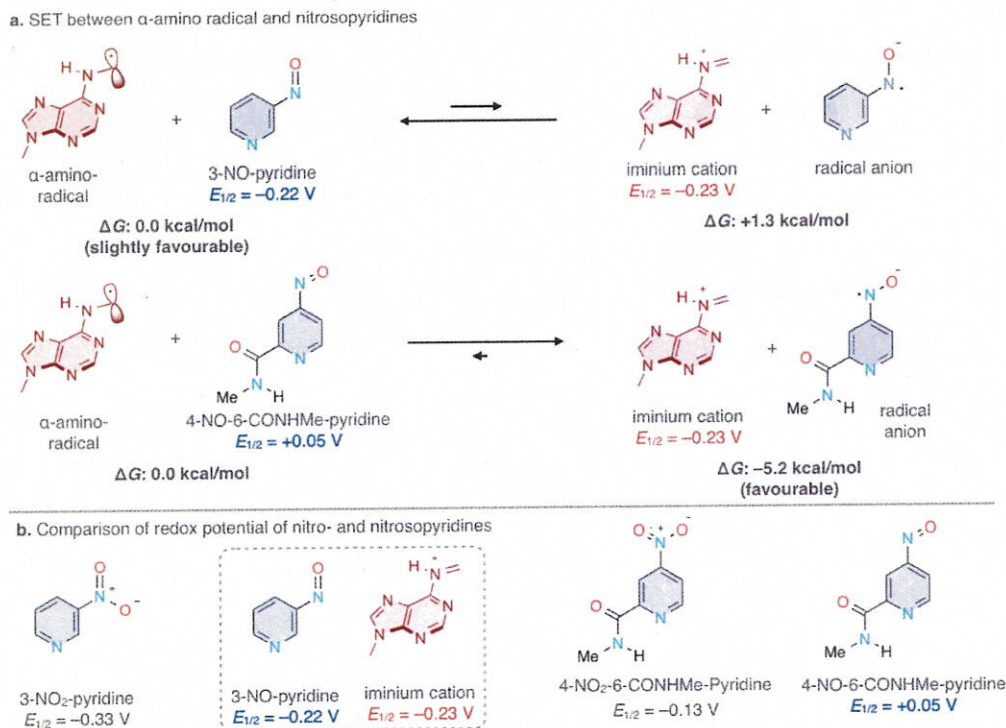 a. SET between α-amino radical and nitrosopyridines
H N N N N N
+
O N N
H N + N N N N
+
O − N · N
α-amino-
radical
3-NO-pyridine
E1/2 = −0.22 V
iminium cation
E1/2 = −0.23 V
radical anion
ΔG: 0.0 kcal/mol
(slightly favourable)
ΔG: +1.3 kcal/mol
H N N N N N
+
N O O N N Me H
H N + N N N N
+
· N O − O N N Me H
α-amino-
radical
4-NO-6-CONHMe-pyridine
E1/2 = +0.05 V
iminium cation
E1/2 = −0.23 V
radical
anion
ΔG: 0.0 kcal/mol
ΔG: −5.2 kcal/mol
(favourable)
b. Comparison of redox potential of nitro- and nitrosopyridines
O N + O − N
O N N
H N + N N N N
O N + O − O N N Me H
N O O N N Me H
3-NO2-pyridine
E1/2 = −0.33 V
3-NO-pyridine
E1/2 = −0.22 V
iminium cation
E1/2 = −0.23 V
4-NO2-6-CONHMe-Pyridine
E1/2 = −0.13 V
4-NO-6-CONHMe-pyridine
E1/2 = +0.05 V